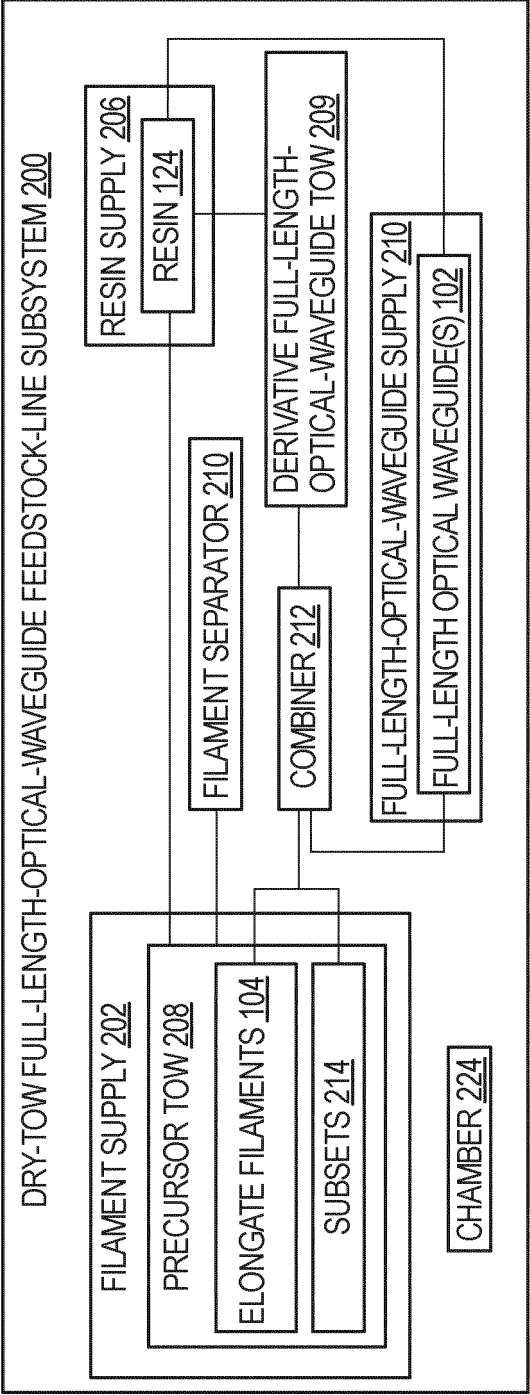 DRY-TOW FULL-LENGTH-OPTICAL-WAVEGUIDE FEEDSTOCK-LINE SUBSYSTEM 200
FILAMENT SUPPLY 202
PRECURSOR TOW 208
ELONGATE FILAMENTS 104
SUBSETS 214
CHAMBER 224
FILAMENT SEPARATOR 210
COMBINER 212
RESIN SUPPLY 206
RESIN 124
DERIVATIVE FULL-LENGTH-
OPTICAL-WAVEGUIDE TOW 209
FULL-LENGTH-OPTICAL-WAVEGUIDE SUPPLY 210
FULL-LENGTH OPTICAL WAVEGUIDE(S) 102